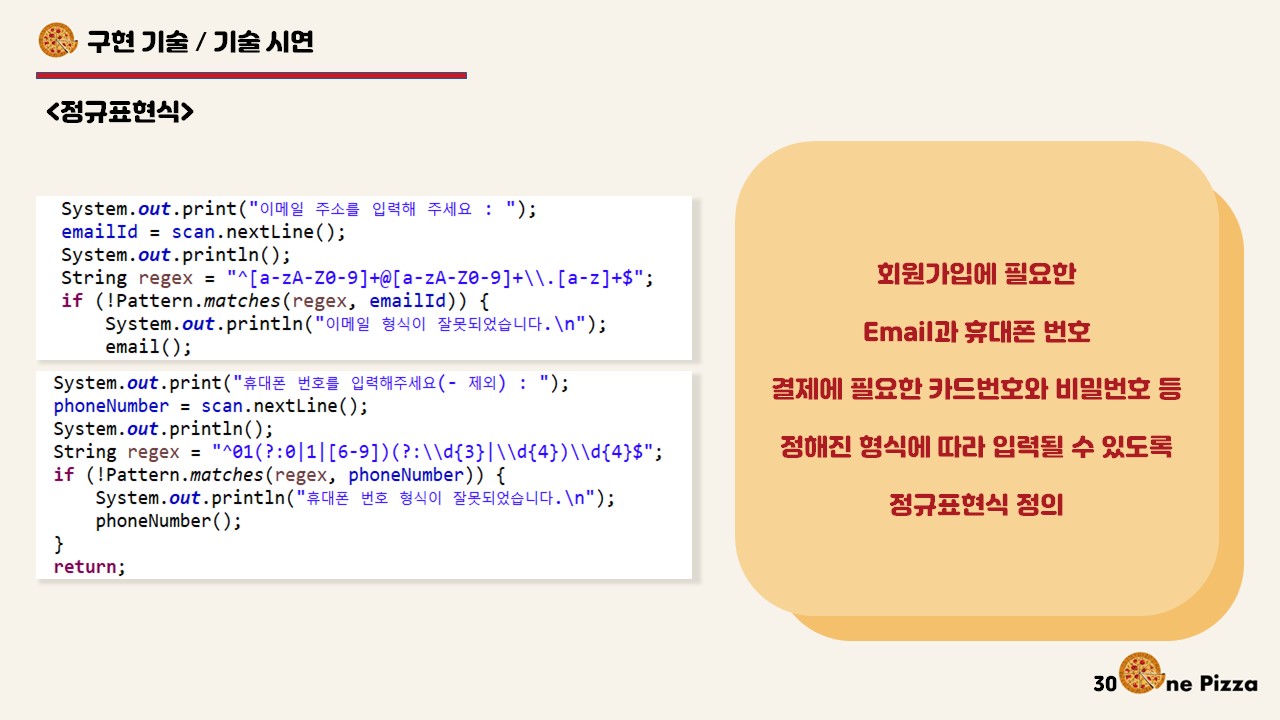 구현 기술 / 기술 시연
<정규표현식>
System.out.print("이메일 주소를 입력해 주세요 : ");
emailId = scan.nextLine();
System.out.println();
String regex = "^[a-zA-Z0-9]+@[a-zA-Z0-9]+\\.[a-z]+$";
if (!Pattern.matches(regex, emailId)) {
System.out.println("이메일 형식이 잘못되었습니다.\n");
email();
System.out.print("휴대폰 번호를 입력해주세요(- 제외) : ");
phoneNumber = scan.nextLine();
System.out.println();
String regex = "^01(?:0|1|[6-9])(?:\\d{3}|\\d{4})\\d{4}$";
if (!Pattern.matches(regex, phoneNumber)) {
System.out.println("휴대폰 번호 형식이 잘못되었습니다.\n");
phoneNumber();
}
return;
회원가입에 필요한
Email과 휴대폰 번호
결제에 필요한 카드번호와 비밀번호 등
정해진 형식에 따라 입력될 수 있도록
정규표현식 정의
30 ne Pizza